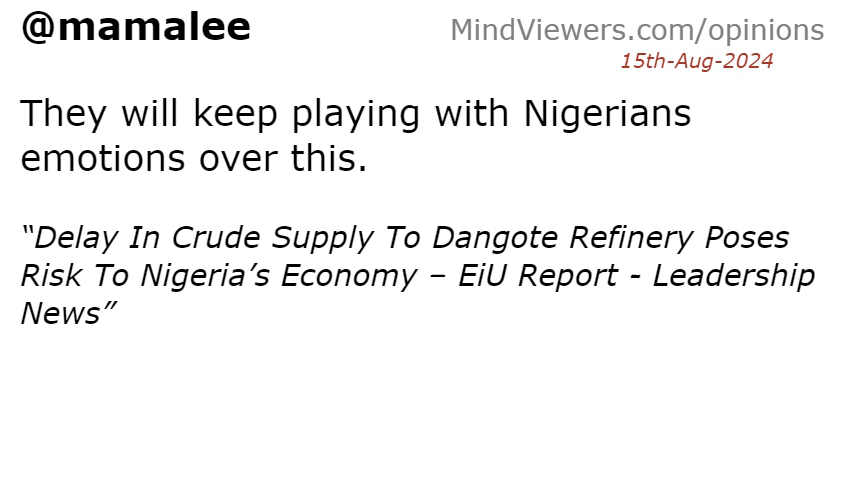 @mamalee
MindViewers.com/opinions
15th-Aug-2024
They will keep playing with Nigerians
emotions over this.
“Delay In Crude Supply To Dangote Refinery Poses
Risk To Nigeria’s Economy – EiU Report - Leadership
News”